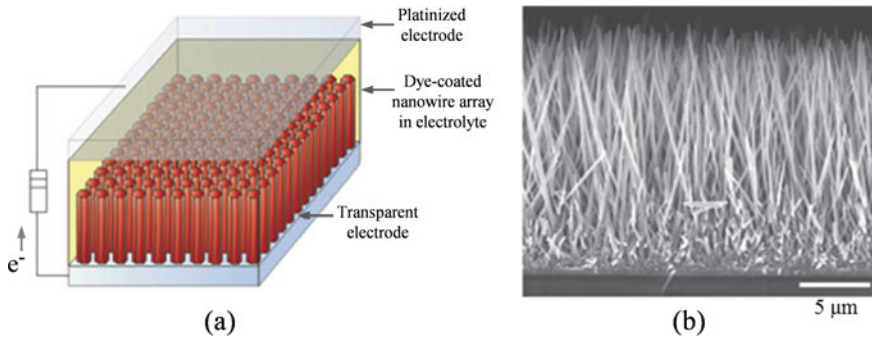 Platinized
electrode
Dye-coated
nanowire array
in electrolyte
Transparent
electrode
e-
(a)
5 μm
(b)